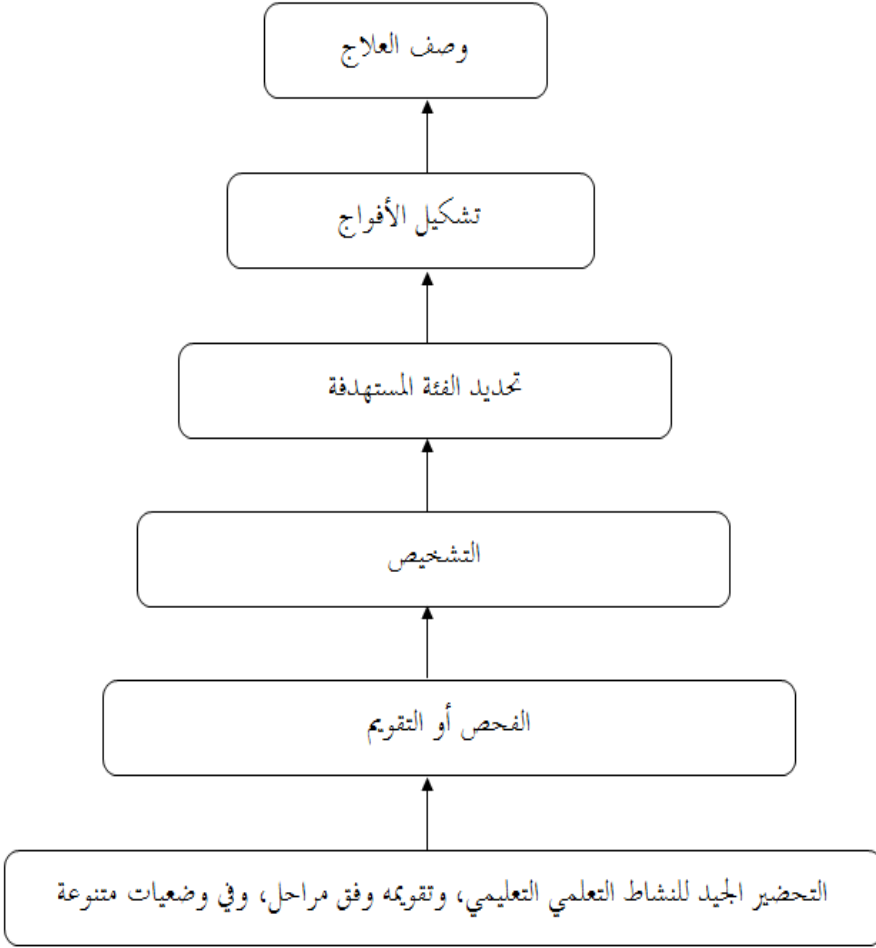 وصف العلاج
تشكيل الأفواج
تحديد الفئة المستهدفة
التشخيص
الفحص أو التقويم
التحضير الجيد للنشاط التعلمي التعليمي، وتقويمه وفق مراحل، وفي وضعيات متنوعة